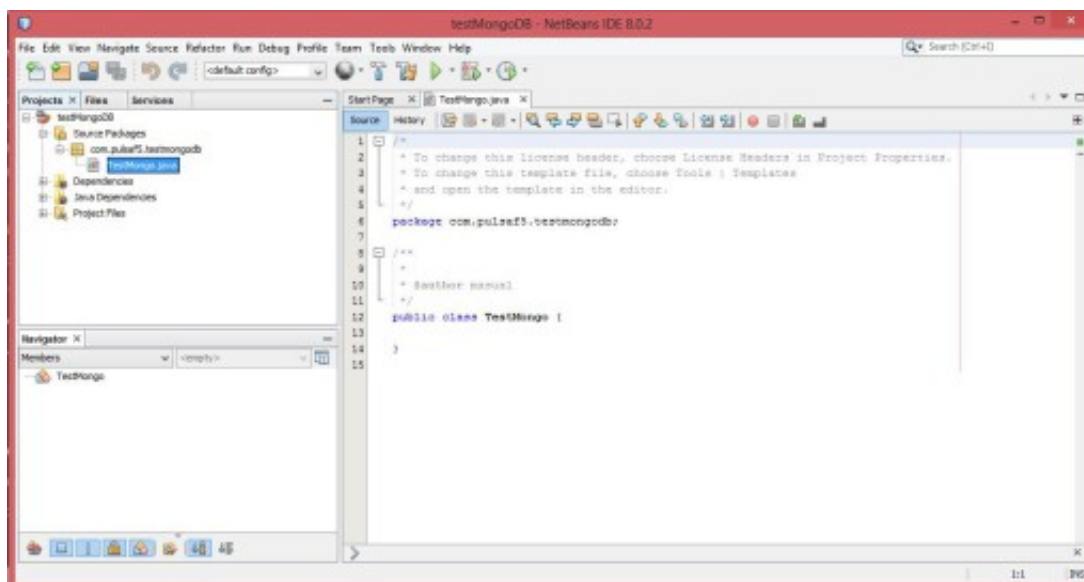 testMongoDB - NetBeans IDE 8.0.2
File Edit View Navigate Source Refactor Run Debug Profile Team Tools Window Help
Search (Ctrl+I)
<default config>
Projects Files Services
testMongoDB
Source Packages
com.pulsaf5.testmongodb
TestMongo.java
Dependencies
Java Dependencies
Project Files
Navigator
Members <empty>
TestMongo
Start Page TestMongo.java
Source History
1 /*
2 * To change this license header, choose License Headers in Project Properties.
3 * To change this template file, choose Tools | Templates
4 * and open the template in the editor.
5 */
6 package com.pulsaf5.testmongodb;
7
8 /**
9 *
10 * @author
11 */
12 public class TestMongo {
13
14 }
15
1:1 INS